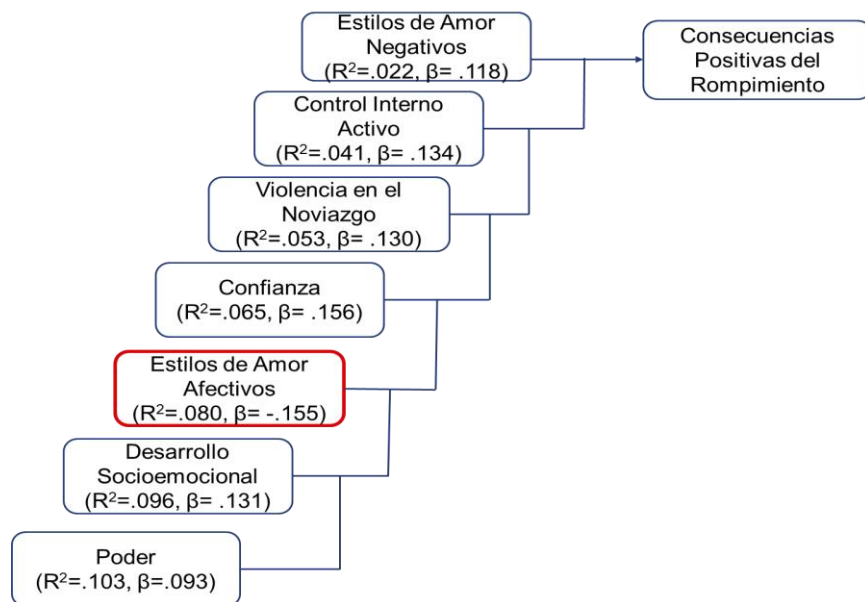 Estilos de Amor
Negativos
(R²=.022, β= .118)
Consecuencias
Positivas del
Rompimiento
Control Interno
Activo
(R²=.041, β= .134)
Violencia en el
Noviazgo
(R²=.053, β= .130)
Confianza
(R²=.065, β= .156)
Estilos de Amor
Afectivos
(R²=.080, β= -.155)
Desarrollo
Socioemocional
(R²=.096, β= .131)
Poder
(R²=.103, β=.093)